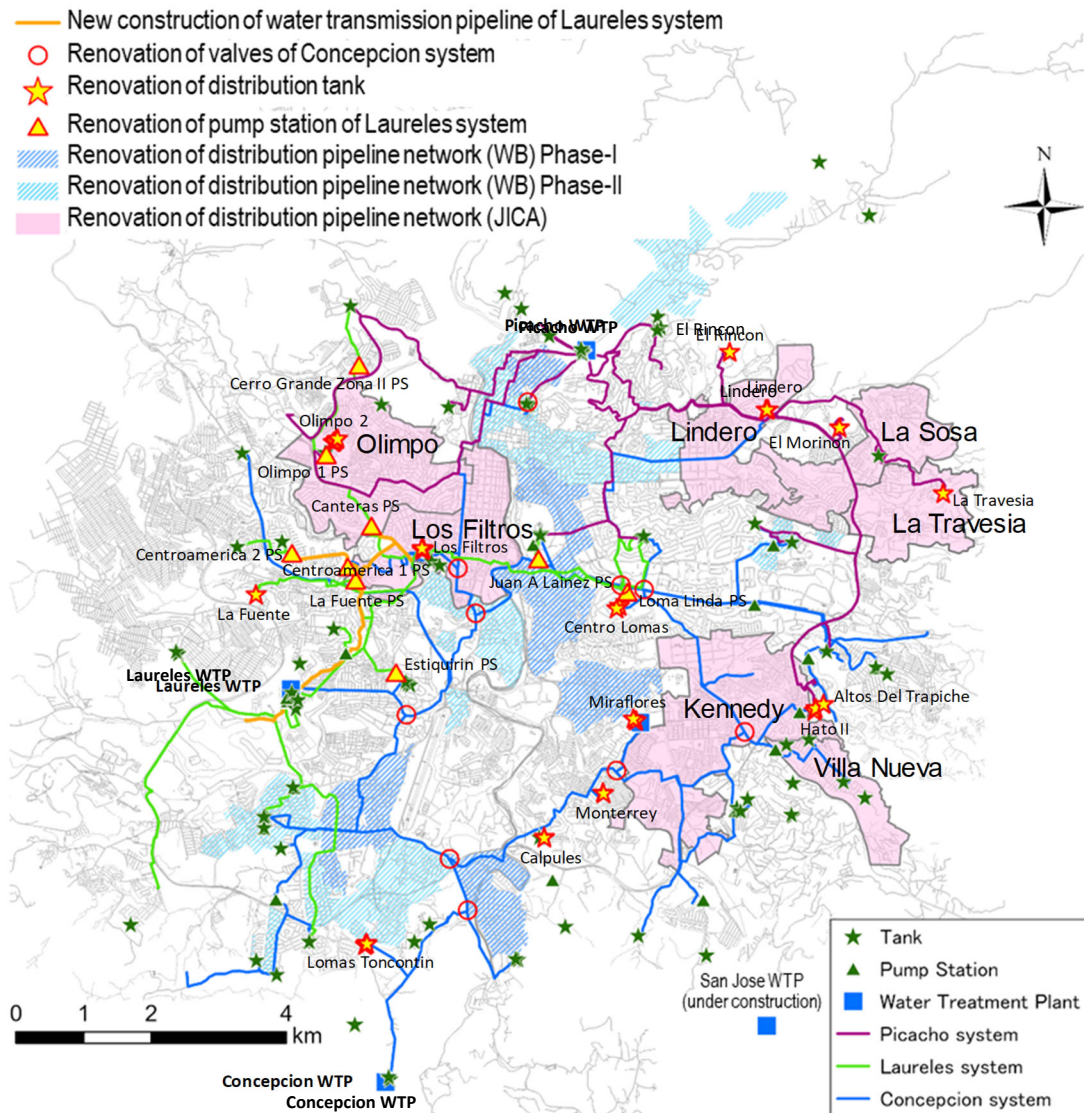 New construction of water transmission pipeline of Laureles system
Renovation of valves of Concepcion system
Renovation of distribution tank
Renovation of pump station of Laureles system
Renovation of distribution pipeline network (WB) Phase-I
Renovation of distribution pipeline network (WB) Phase-II
Renovation of distribution pipeline network (JICA)
N
Picacho WTP
Picacho WTP
El Rincon
El Rincon
Cerro Grande Zona II PS
Lindero
Lindero
Olimpo 2
Olimpo
Lindero
El Morinon
La Sosa
Olimpo 1 PS
Canteras PS
La Travesia
La Travesia
Los Filtros
Los Filtros
Centroamerica 2 PS
Centroamerica 1 PS
Juan A Lainez PS
La Fuente PS
La Fuente
Loma Linda PS
Centro Lomas
Estiquirin PS
Laureles WTP
Laureles WTP
Miraflores
Kennedy
Altos Del Trapiche
Hato II
Villa Nueva
Monterrey
Calpules
Lomas Toncontin
San Jose WTP
(under construction)
0 1 2 4
km
Concepcion WTP
Concepcion WTP
Tank
Pump Station
Water Treatment Plant
Picacho system
Laureles system
Concepcion system